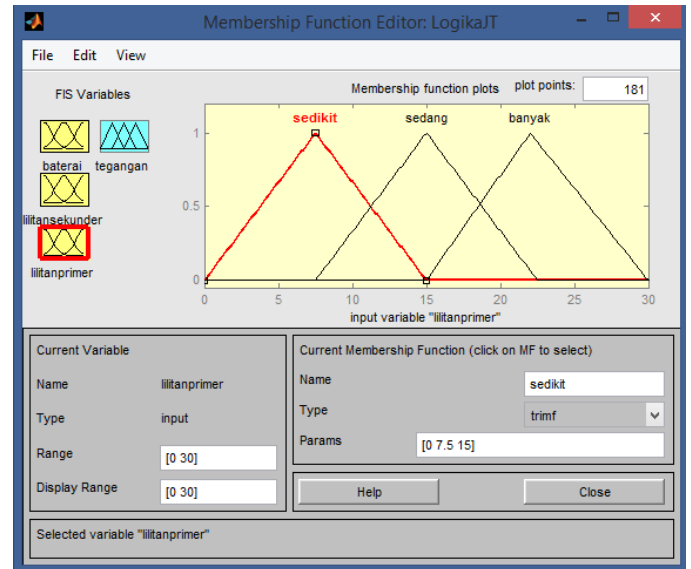 Membership Function Editor: LogikaJT
File Edit View
FIS Variables
baterai tegangan
lilitansekunder
lilitanprimer
Membership function plots plot points: 181
sedikit sedang banyak
1
0.5
0
0 5 10 15 20 25 30
input variable "lilitanprimer"
Current Variable
Name lilitanprimer
Type input
Range [0 30]
Display Range [0 30]
Current Membership Function (click on MF to select)
Name sedikit
Type trimf
Params [0 7.5 15]
Help Close
Selected variable "lilitanprimer"